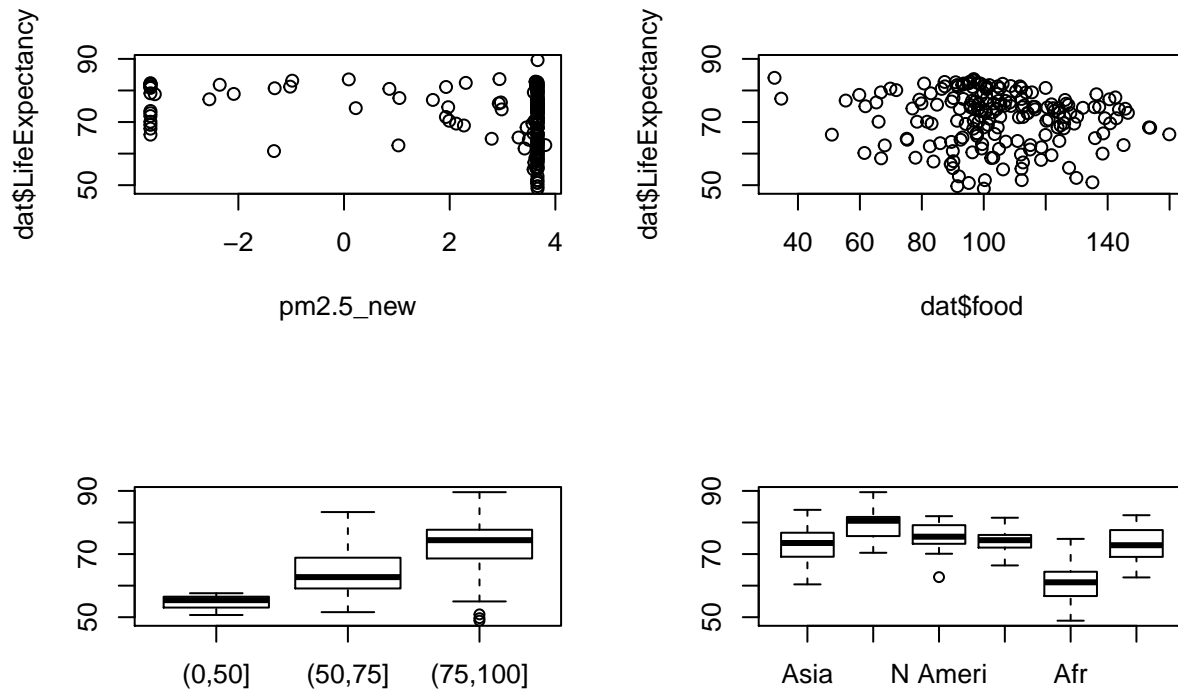 dat$LifeExpectancy
50 70 90
−2 0 2 4
pm2.5_new
dat$LifeExpectancy
50 70 90
40 60 80 100 140
dat$food
50 70 90
(0,50] (50,75] (75,100]
50 70 90
Asia N Ameri Afr